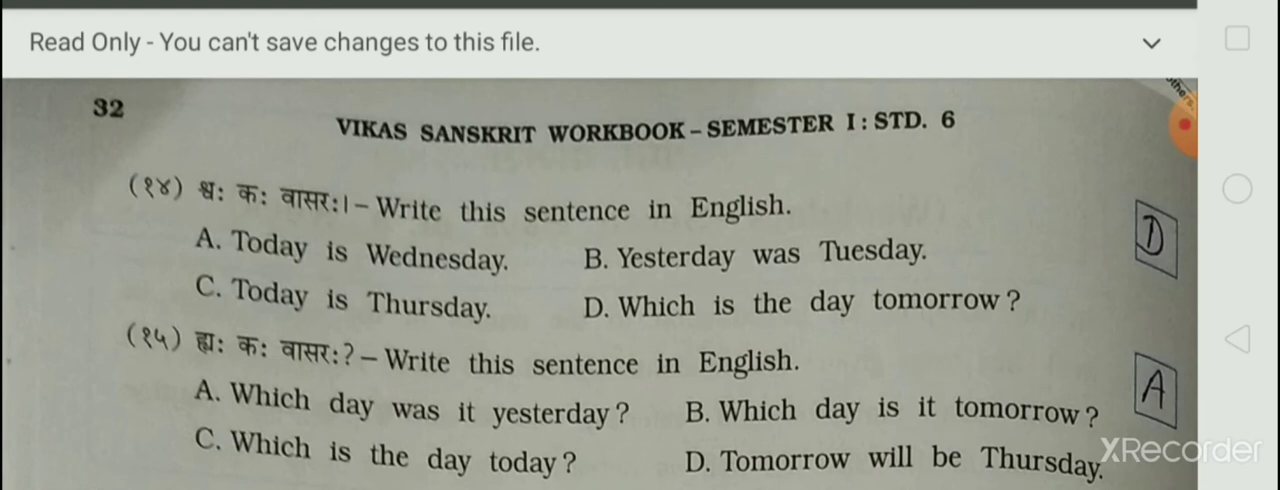 Read Only - You can't save changes to this file.
thers.
32
VIKAS SANSKRIT WORKBOOK – SEMESTER I : STD. 6
(१४) श्वः कः वासरः। – Write this sentence in English.
D
A. Today is Wednesday. B. Yesterday was Tuesday.
C. Today is Thursday. D. Which is the day tomorrow ?
(१५) ह्यः कः वासरः? – Write this sentence in English.
A
A. Which day was it yesterday ? B. Which day is it tomorrow ?
C. Which is the day today ? D. Tomorrow will be Thursday.
XRecorder